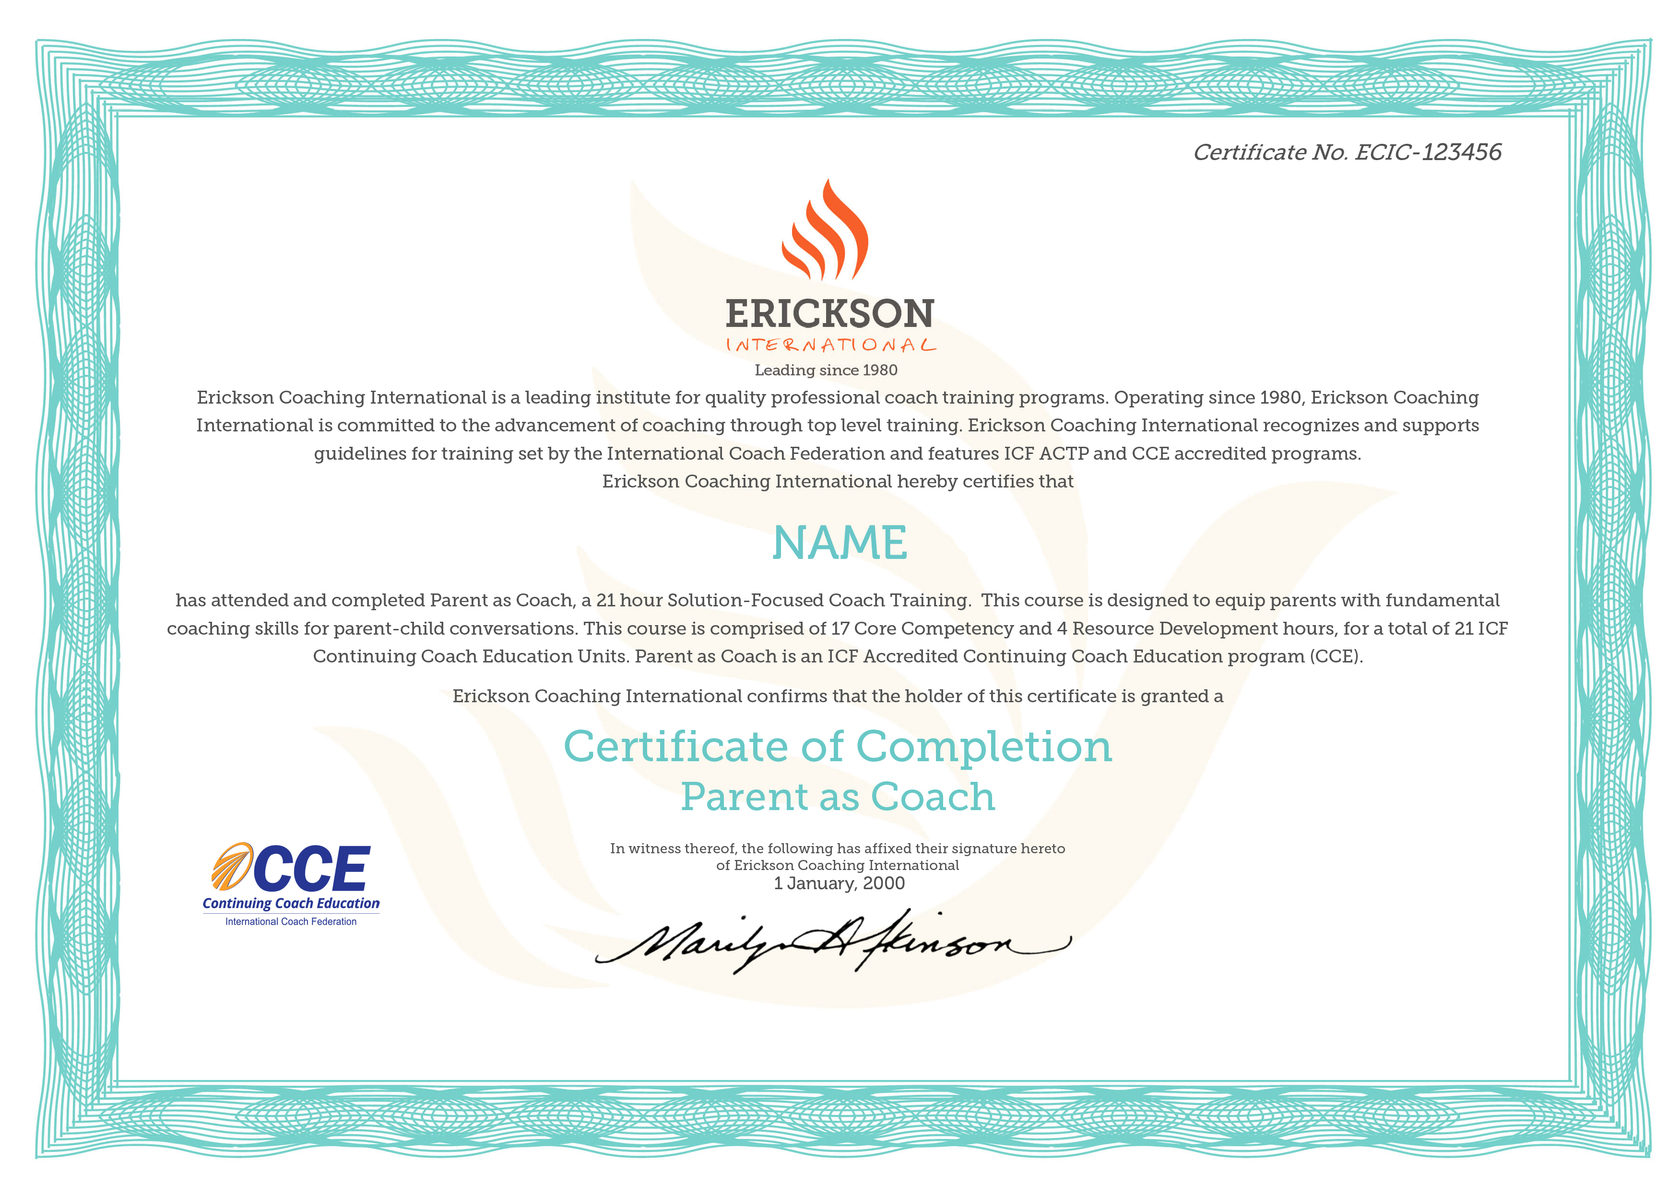 Certificate No. ECIC-123456
ERICKSON
INTERNATIONAL
Leading since 1980
Erickson Coaching International is a leading institute for quality professional coach training programs. Operating since 1980, Erickson Coaching
International is committed to the advancement of coaching through top level training. Erickson Coaching International recognizes and supports
guidelines for training set by the International Coach Federation and features ICF ACTP and CCE accredited programs.
Erickson Coaching International hereby certifies that
NAME
has attended and completed Parent as Coach, a 21 hour Solution-Focused Coach Training.  This course is designed to equip parents with fundamental
coaching skills for parent-child conversations. This course is comprised of 17 Core Competency and 4 Resource Development hours, for a total of 21 ICF
Continuing Coach Education Units. Parent as Coach is an ICF Accredited Continuing Coach Education program (CCE).
Erickson Coaching International confirms that the holder of this certificate is granted a
Certificate of Completion
Parent as Coach
CCE
Continuing Coach Education
International Coach Federation
In witness thereof, the following has affixed their signature hereto
of Erickson Coaching International
1 January, 2000
Marilyn Atkinson